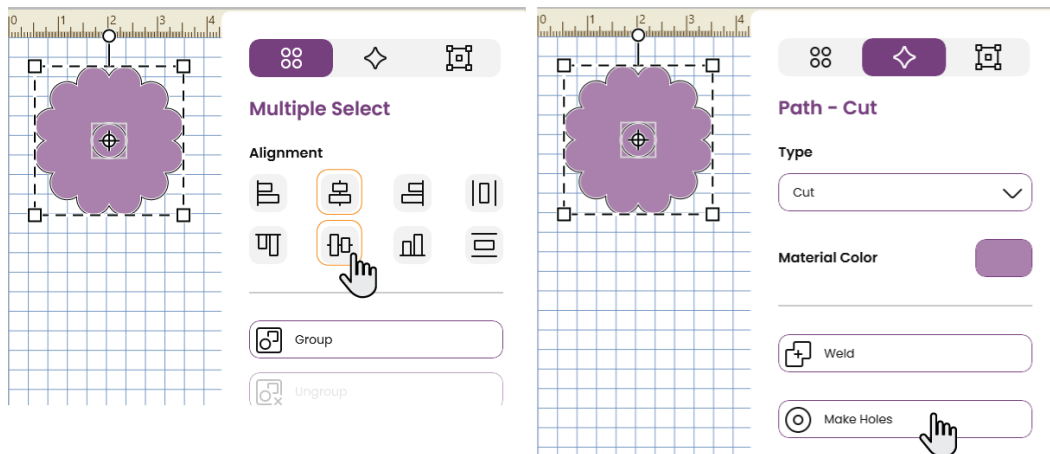 0 1 2 3 4
Multiple Select
Alignment
Group
Ungroup
0 1 2 3 4
Path - Cut
Type
Cut
Material Color
Weld
Make Holes